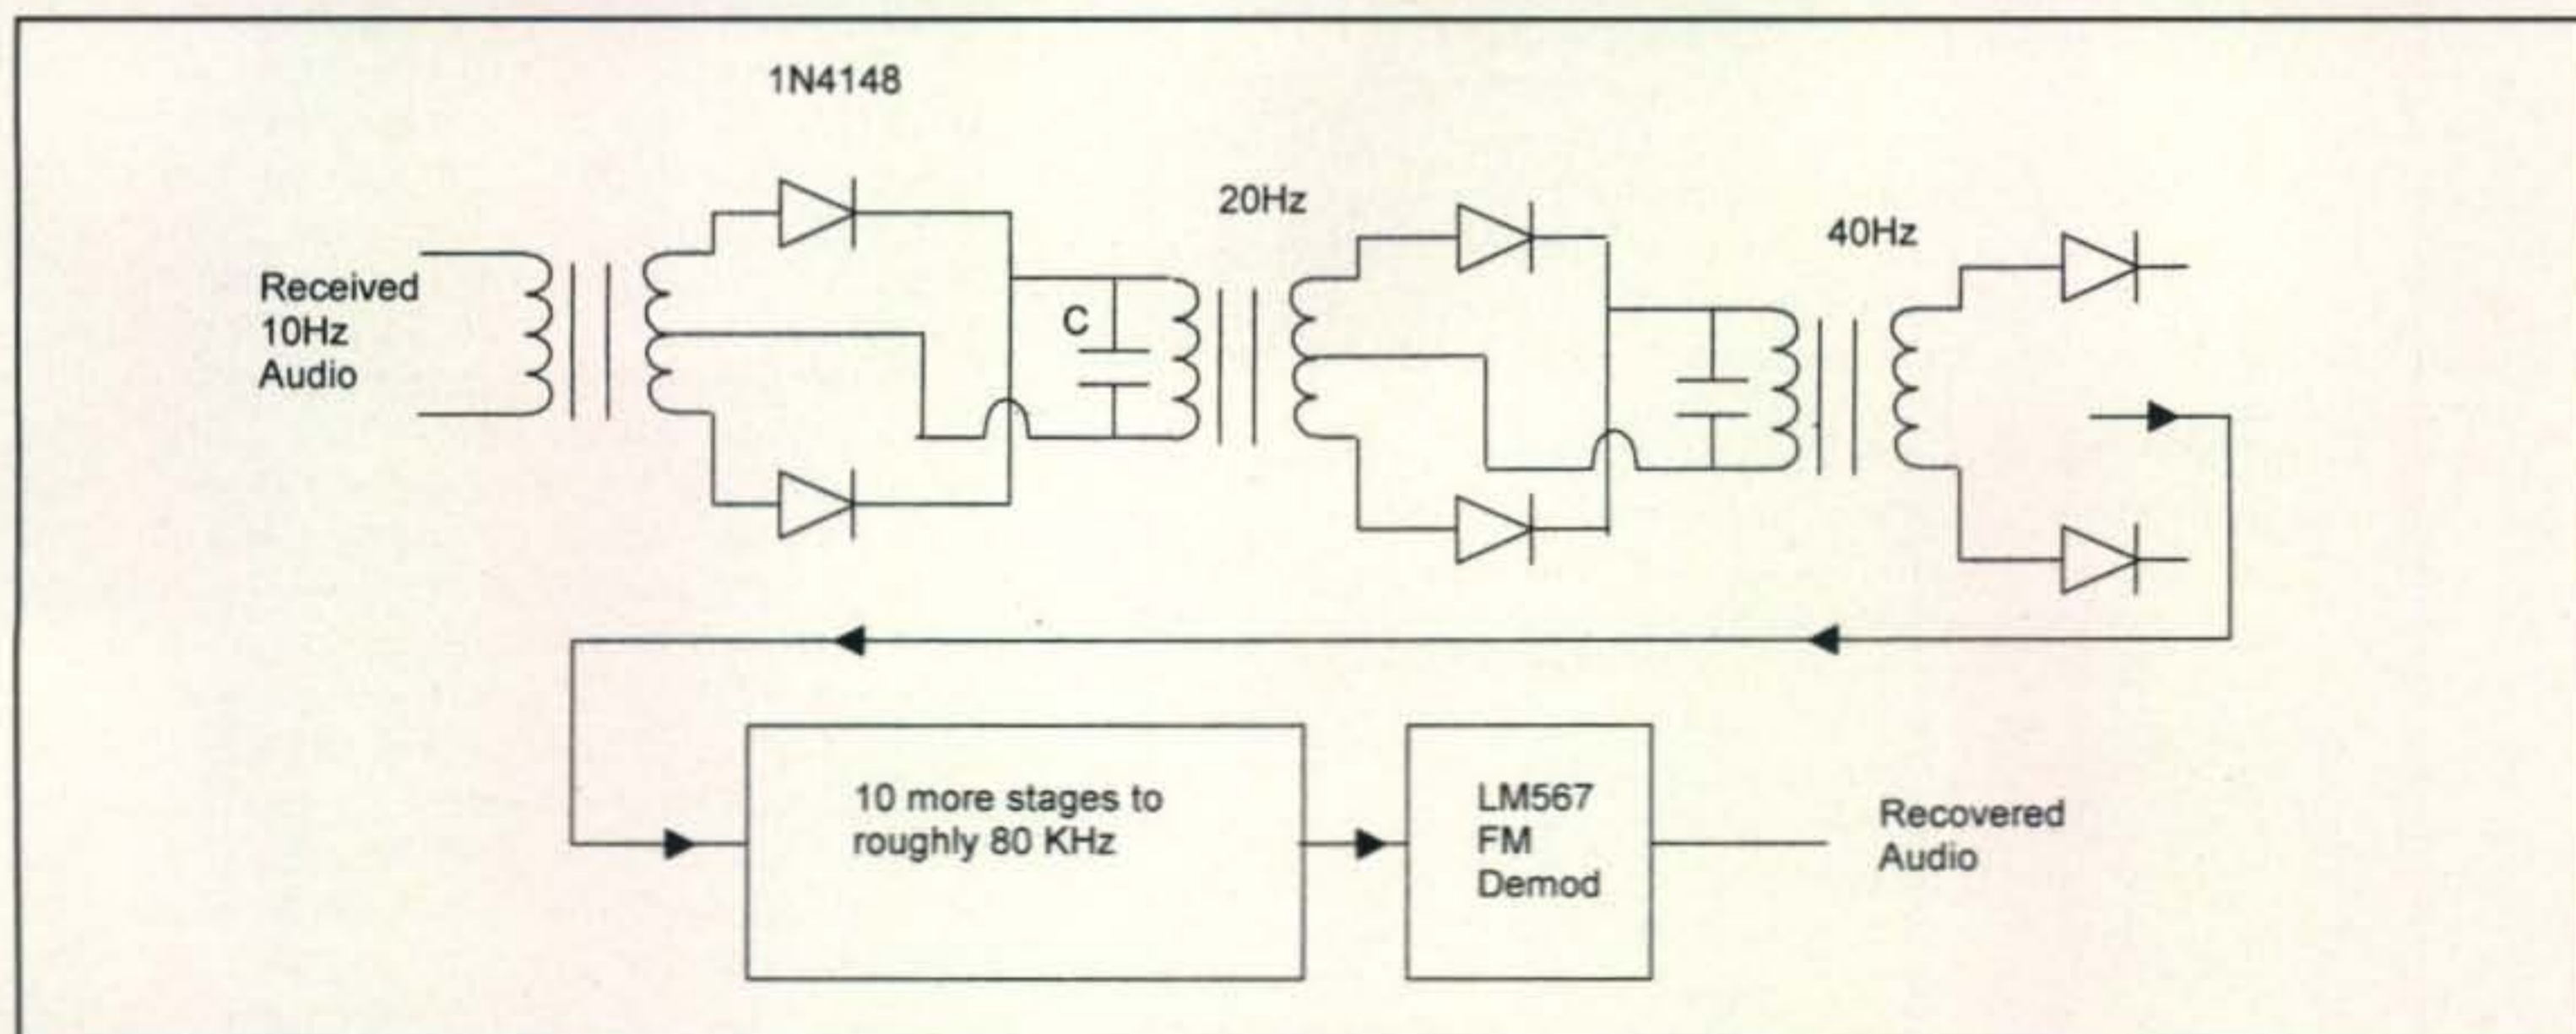 1N4148
20Hz
40Hz
Received
10Hz
Audio
C
10 more stages to
roughly 80 KHz
LM567
FM
Demod
Recovered
Audio